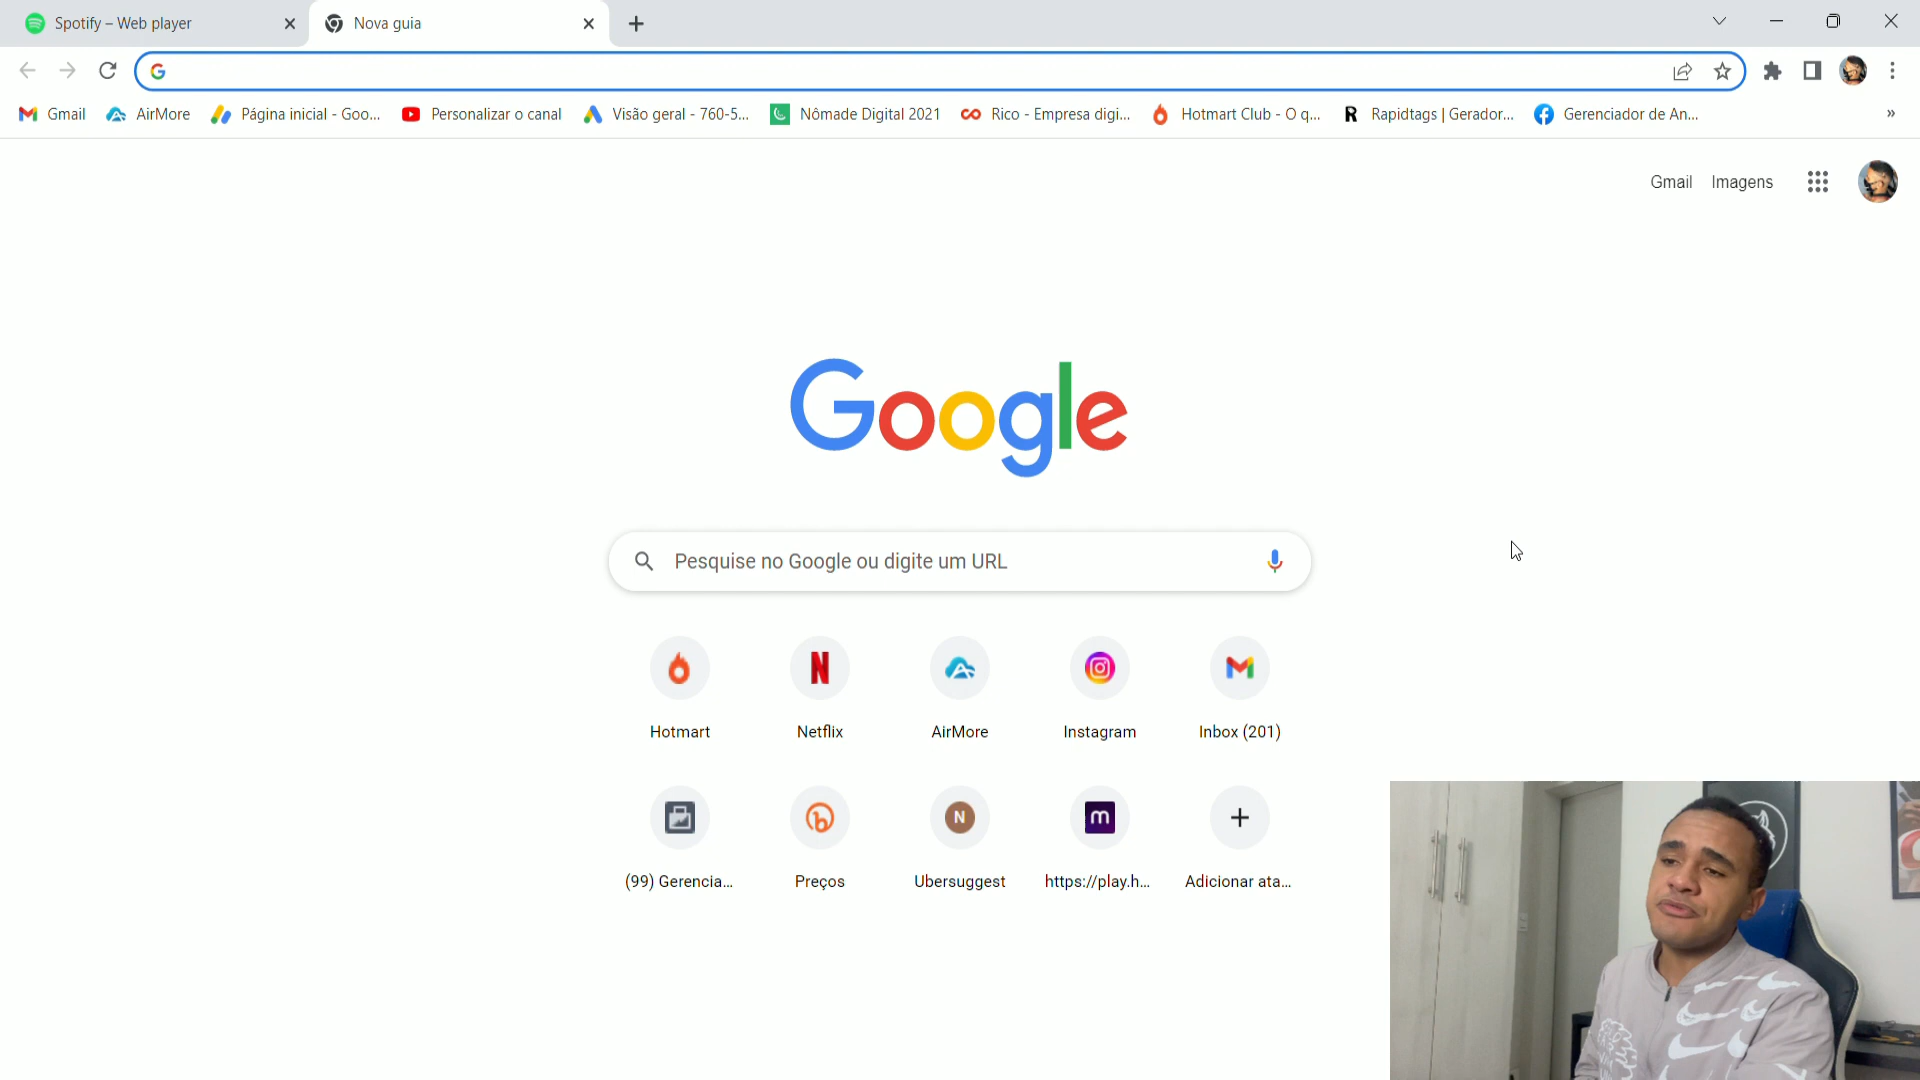 Spotify – Web player
Nova guia
Gmail
AirMore
Página inicial - Goo...
Personalizar o canal
Visão geral - 760-5...
Nômade Digital 2021
Rico - Empresa digi...
Hotmart Club - O q...
Rapidtags | Gerador...
Gerenciador de An...
»
Gmail
Imagens
Google
Pesquise no Google ou digite um URL
Hotmart
Netflix
AirMore
Instagram
Inbox (201)
N
(99) Gerencia...
Preços
Ubersuggest
https://play.h...
Adicionar ata...